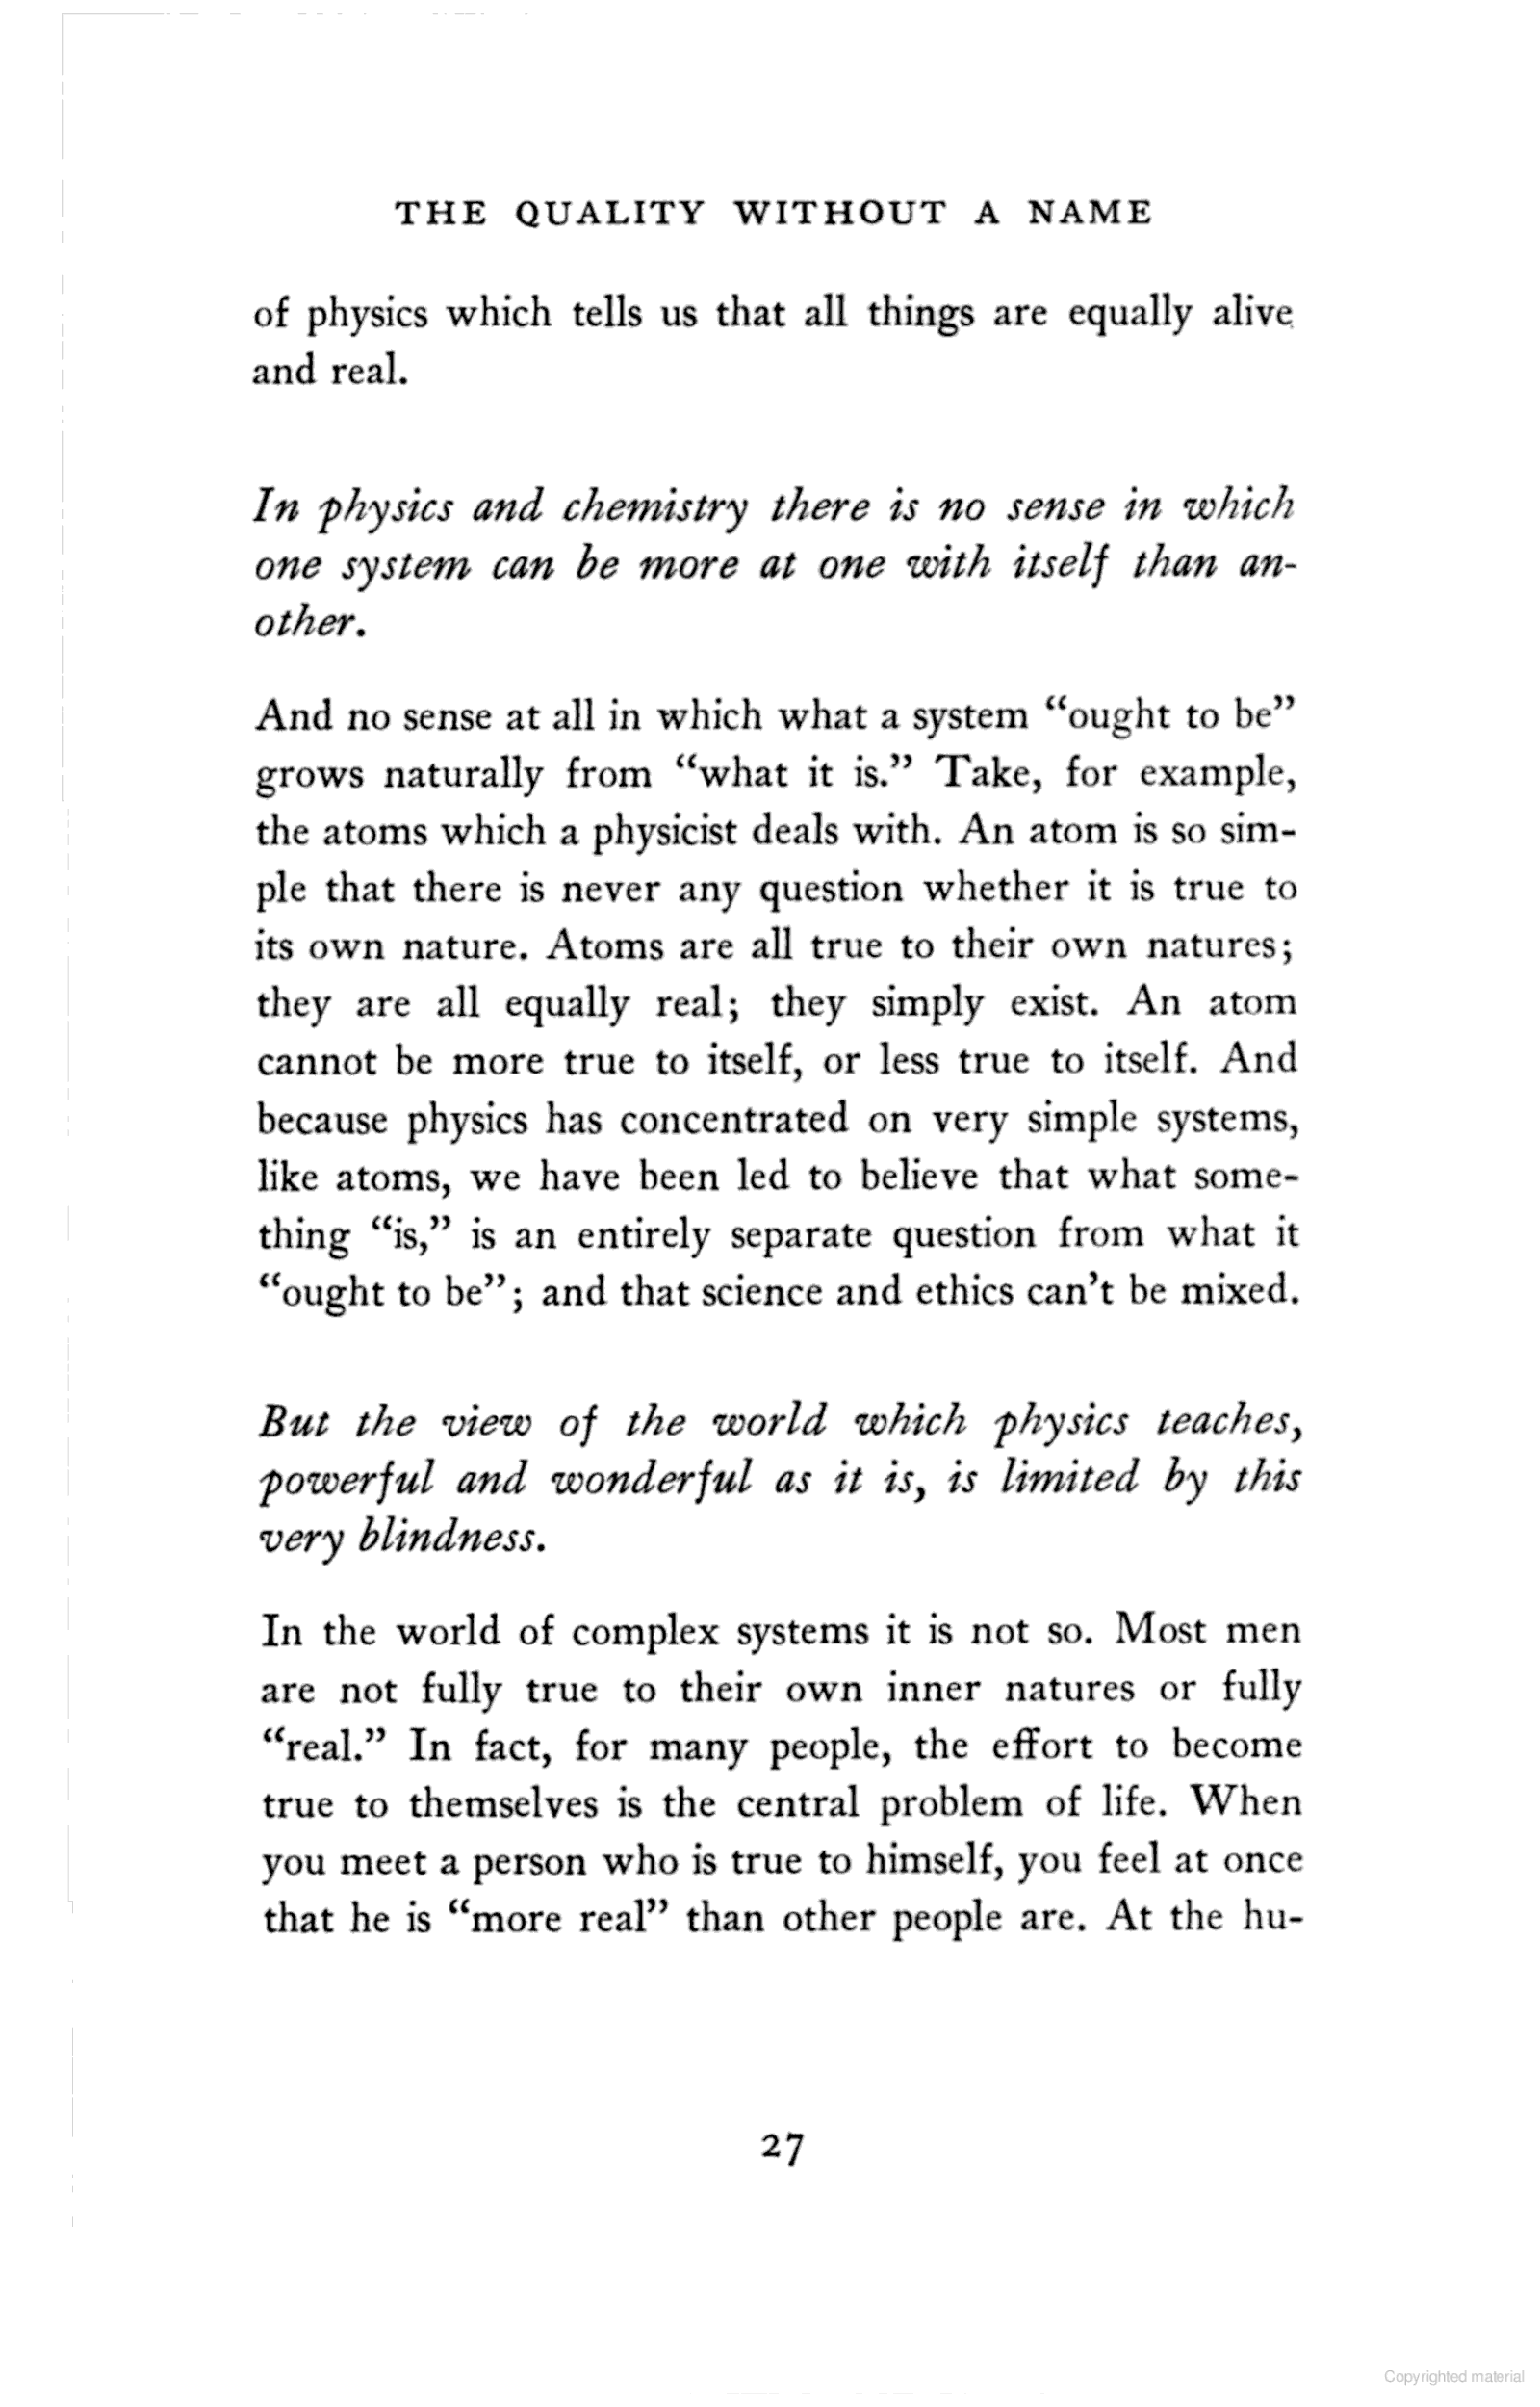 THE QUALITY WITHOUT A NAME
of physics which tells us that all things are equally alive
and real.
In physics and chemistry there is no sense in which
one system can be more at one with itself than an-
other.
And no sense at all in which what a system “ought to be”
grows naturally from “what it is.” Take, for example,
the atoms which a physicist deals with. An atom is so sim-
ple that there is never any question whether it is true to
its own nature. Atoms are all true to their own natures;
they are all equally real; they simply exist. An atom
cannot be more true to itself, or less true to itself. And
because physics has concentrated on very simple systems,
like atoms, we have been led to believe that what some-
thing “is,” is an entirely separate question from what it
“ought to be”; and that science and ethics can’t be mixed.
But the view of the world which physics teaches,
powerful and wonderful as it is, is limited by this
very blindness.
In the world of complex systems it is not so. Most men
are not fully true to their own inner natures or fully
“real.” In fact, for many people, the effort to become
true to themselves is the central problem of life. When
you meet a person who is true to himself, you feel at once
that he is “more real” than other people are. At the hu-
27
Copyrighted material